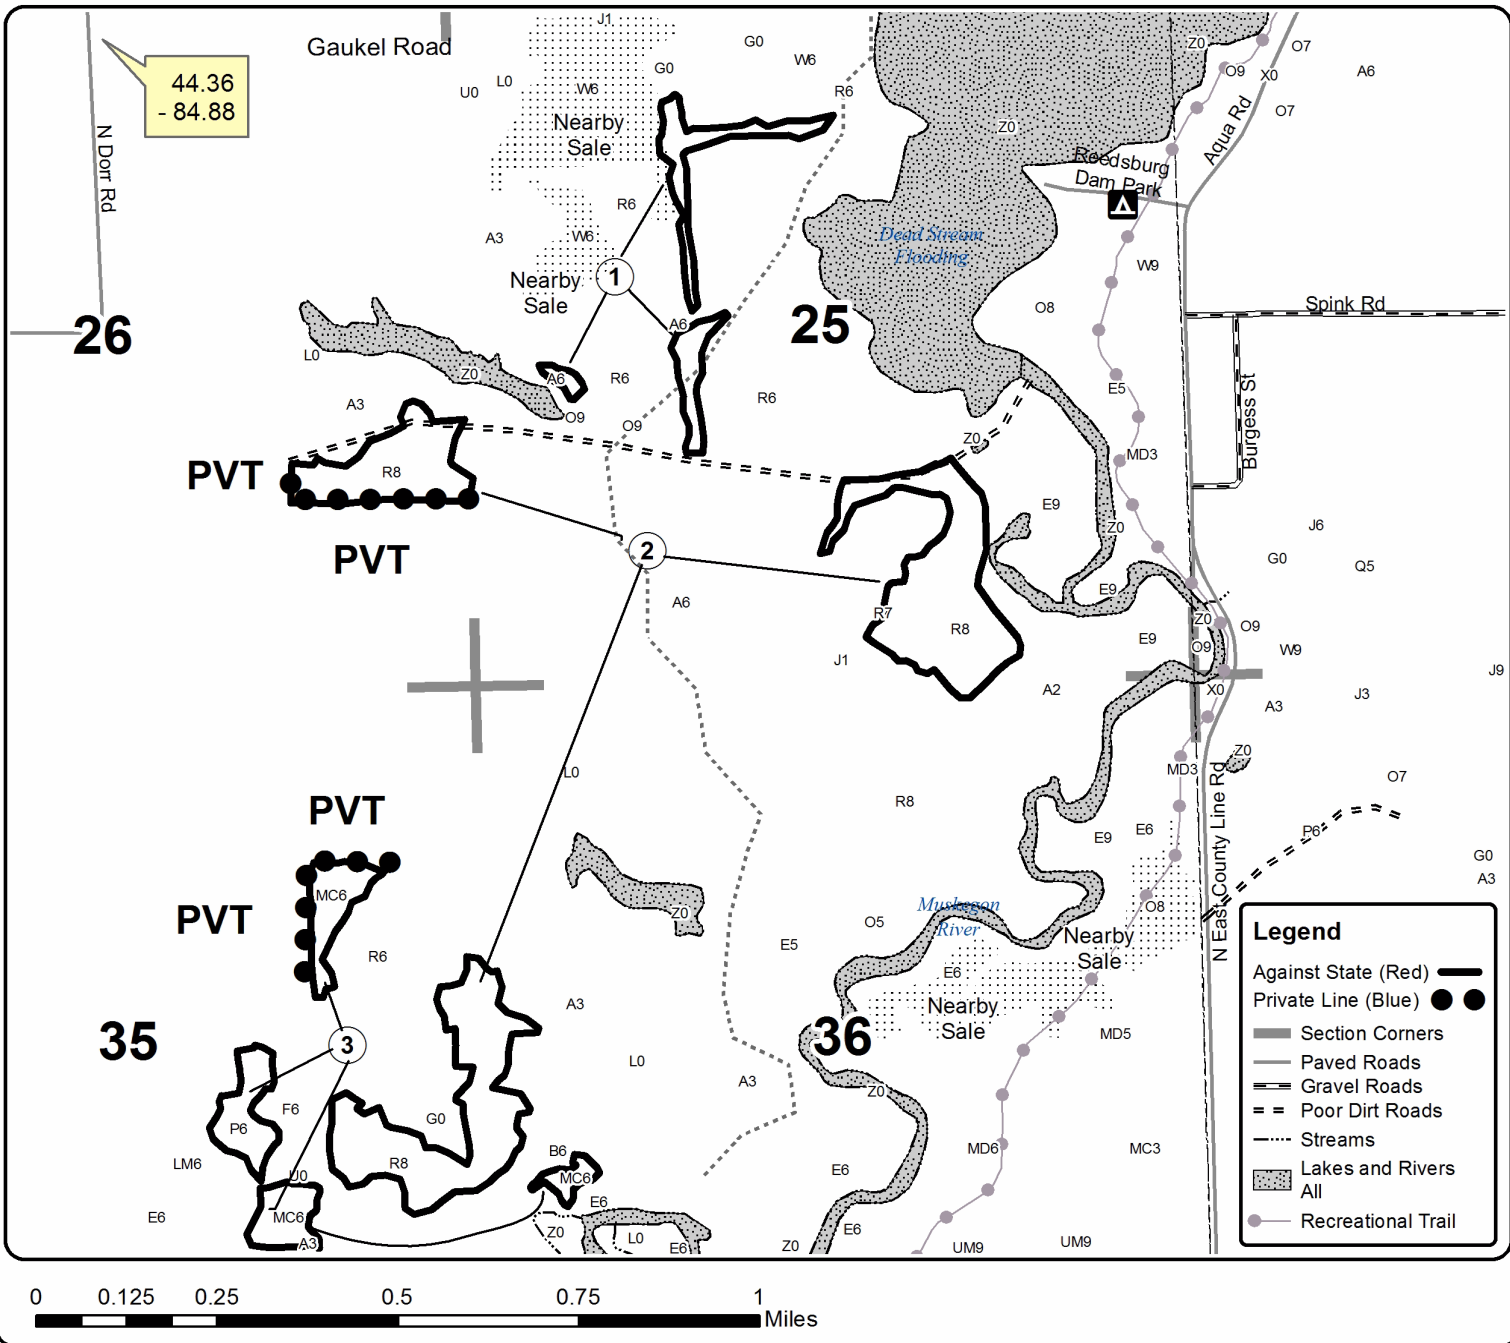 J1
Gaukel Road
G0
W6
Z0
O7
44.36
- 84.88
U0
L0
W6
G0
R6
O9
X0
A6
O7
N Dorr Rd
Nearby
Sale
Z0
Aqua Rd
Reedsburg
Dam Park
R6
A3
W6
Dead Stream
Flooding
W9
Nearby
Sale
1
O8
Spink Rd
26
A6
25
L0
Z0
A6
R6
R6
E5
Burgess St
A3
O9
O9
Z0
MD3
PVT
R8
E9
Z0
J6
PVT
2
G0
Q5
E9
A6
R7
R8
Z0
O9
E9
O9
W9
J1
A2
X0
A3
J3
J9
L0
Z0
MD3
O7
PVT
R8
E9
E6
P6
N East County Line Rd
G0
A3
MC6
PVT
Z0
Muskegon
River
O5
O8
Nearby
Sale
E5
R6
E6
A3
Nearby
Sale
35
3
36
MD5
L0
A3
Z0
F6
G0
P6
MD6
MC3
B6
LM6
R8
E6
U0
MC6
E6
MC6
E6
A3
Z0
L0
E6
Z0
E6
UM9
UM9
Legend
Against State (Red)
Private Line (Blue)
Section Corners
Paved Roads
Gravel Roads
Poor Dirt Roads
Streams
Lakes and Rivers
All
Recreational Trail
0 0.125 0.25 0.5 0.75 1
Miles